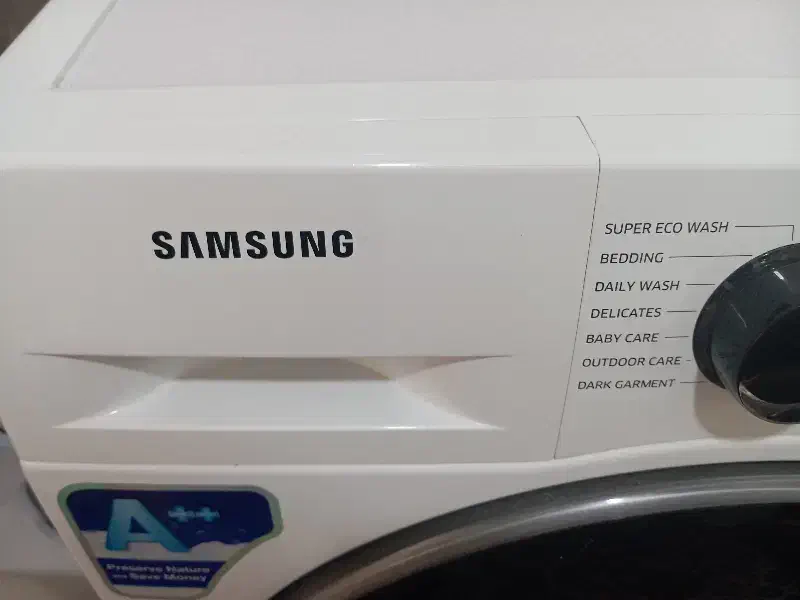 SAMSUNG
SUPER ECO WASH
BEDDING
DAILY WASH
DELICATES
BABY CARE
OUTDOOR CARE
DARK GARMENT
A++
Preserve Nature
Save Money